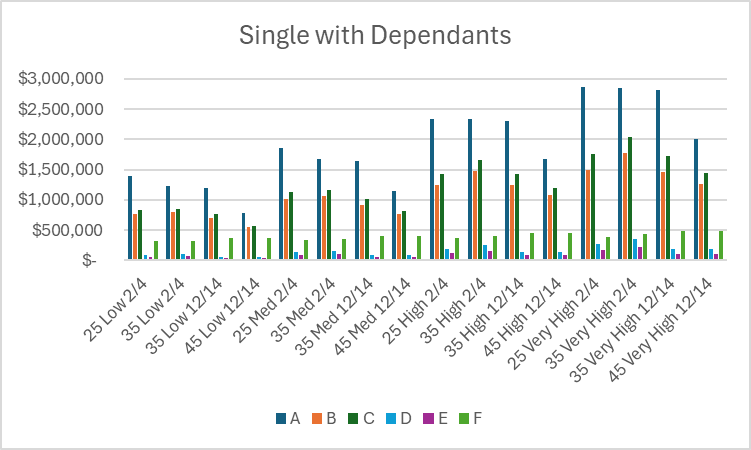 Single with Dependants
$3,000,000
$2,500,000
$2,000,000
$1,500,000
$1,000,000
$500,000
$-
25 Low 2/4
35 Low 2/4
35 Low 12/14
45 Low 12/14
25 Med 2/4
35 Med 2/4
35 Med 12/14
45 Med 12/14
25 High 2/4
35 High 2/4
35 High 12/14
45 High 12/14
25 Very High 2/4
35 Very High 2/4
35 Very High 12/14
45 Very High 12/14
A B C D E F